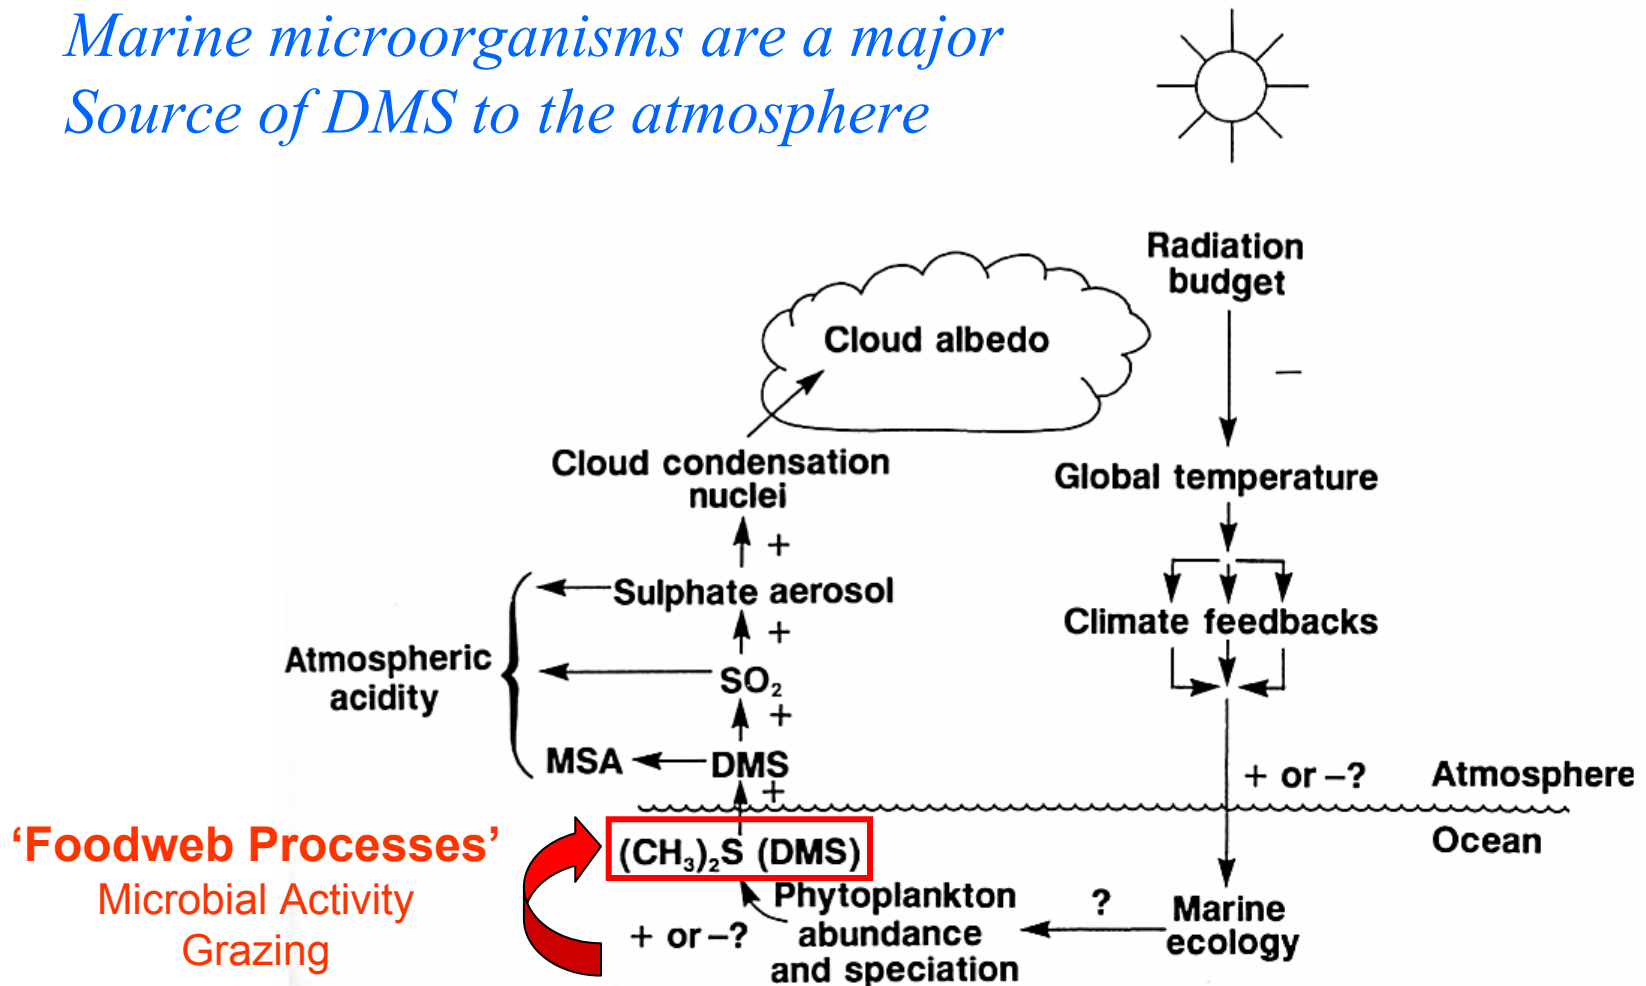 Marine microorganisms are a major
Source of DMS to the atmosphere
Radiation
budget
Cloud albedo
–
Cloud condensation
nuclei
Global temperature
+
Sulphate aerosol
Climate feedbacks
+
Atmospheric
acidity
SO₂
+
MSA
DMS
+
+ or –?
Atmosphere
Ocean
‘Foodweb Processes’
Microbial Activity
Grazing
(CH₃)₂S (DMS)
+ or –?
Phytoplankton
abundance
and speciation
?
Marine
ecology